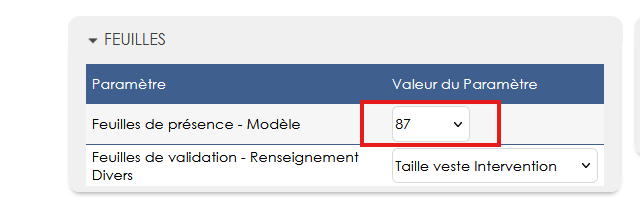 FEUILLES
Paramètre Valeur du Paramètre
Feuilles de présence - Modèle 87
Feuilles de validation - Renseignement
Divers Taille veste Intervention